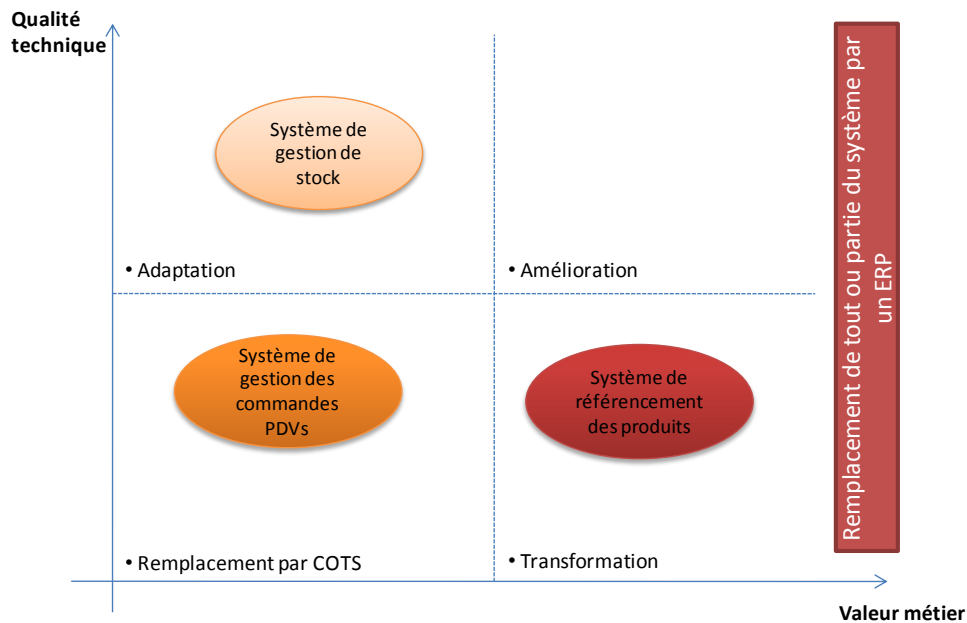 Qualité
technique
Système de
gestion de
stock
• Adaptation
• Amélioration
Système de
gestion des
commandes
PDVs
Système de
référencement
des produits
• Remplacement par COTS
• Transformation
Valeur métier
Remplacement de tout ou partie du système par
un ERP